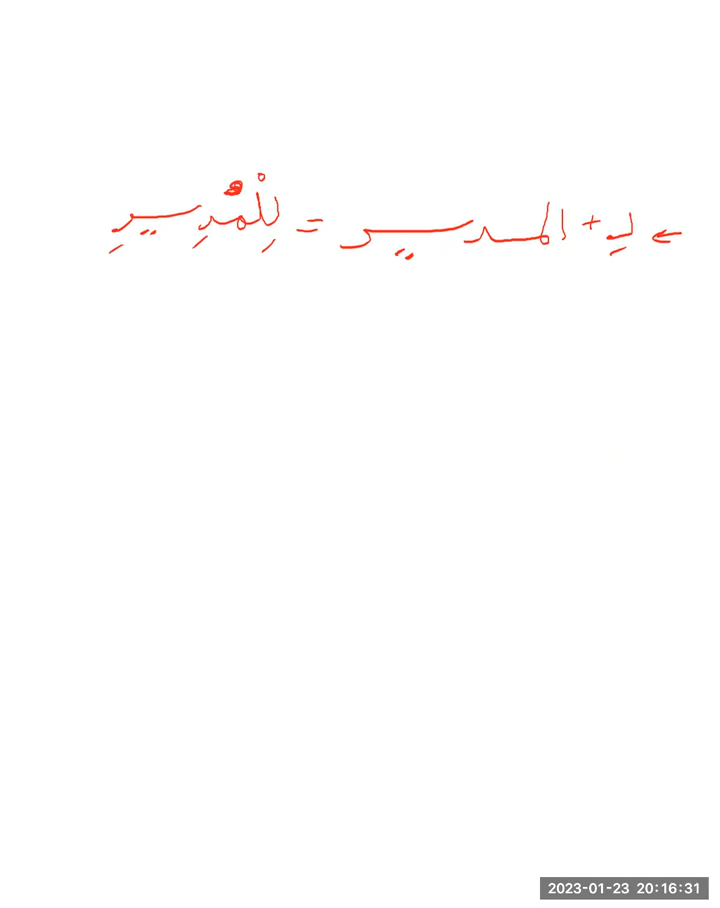 ← لِـ + المدير = لِلْمُدِيرِ
2023-01-23 20:16:31